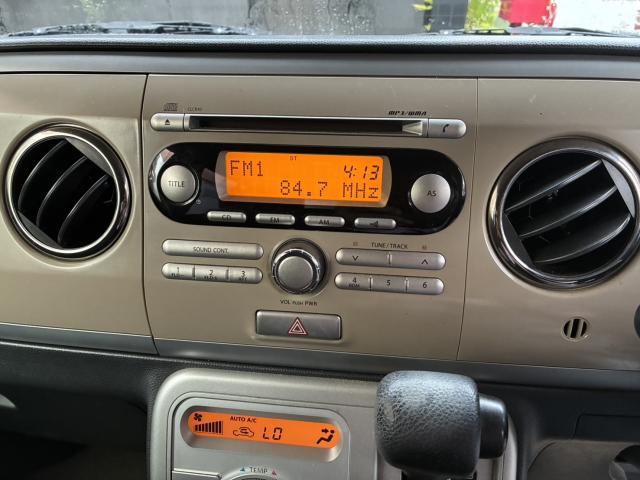 MP3/WMA
ST
FM1 4:13
84.7 MHz
TITLE
AS
CD FM AM
SOUND CONT. TUNE/TRACK
1 2 3
4 5 6
VOL PUSH PWR
AUTO A/C
LO
TEMP